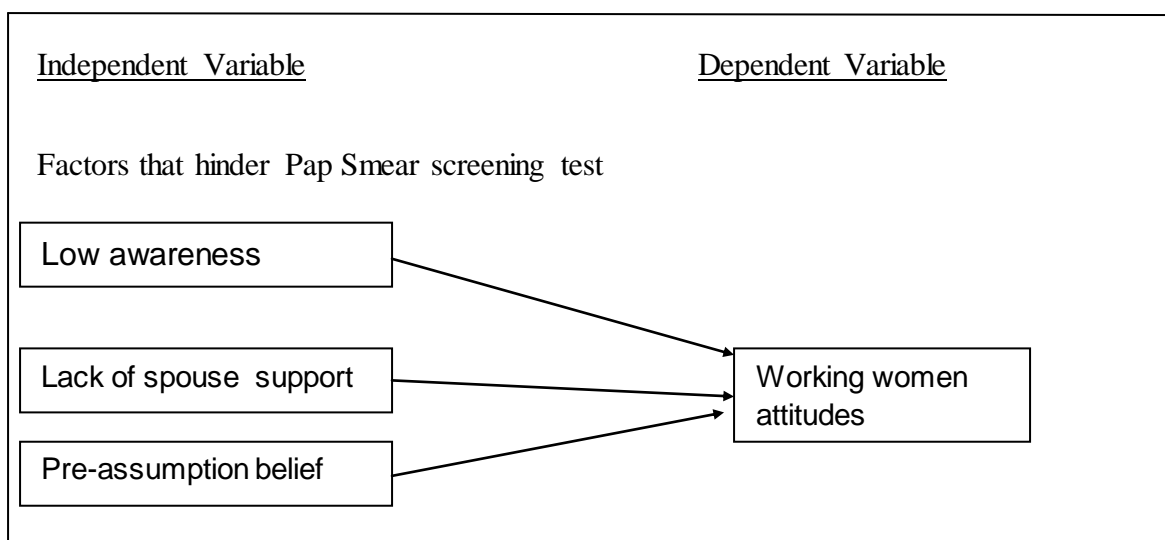 Independent Variable
Dependent Variable
Factors that hinder Pap Smear screening test
Low awareness
Lack of spouse support
Pre-assumption belief
Working women
attitudes